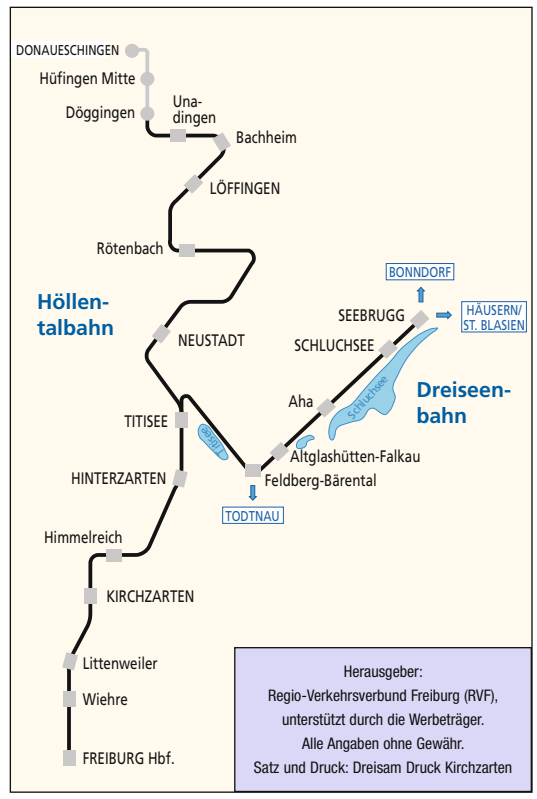 DONAUESCHINGEN
Hüfingen Mitte
Döggingen
Una-
dingen
Bachheim
LÖFFINGEN
Rötenbach
Höllen-
talbahn
NEUSTADT
BONNDORF
SEEBRUGG
HÄUSERN/
ST. BLASIEN
SCHLUCHSEE
Schluchsee
Dreiseen-
bahn
Aha
TITISEE
Titisee
Altglashütten-Falkau
HINTERZARTEN
Feldberg-Bärental
TODTNAU
Himmelreich
KIRCHZARTEN
Littenweiler
Wiehre
FREIBURG Hbf.
Herausgeber:
Regio-Verkehrsverbund Freiburg (RVF),
unterstützt durch die Werbeträger.
Alle Angaben ohne Gewähr.
Satz und Druck: Dreisam Druck Kirchzarten